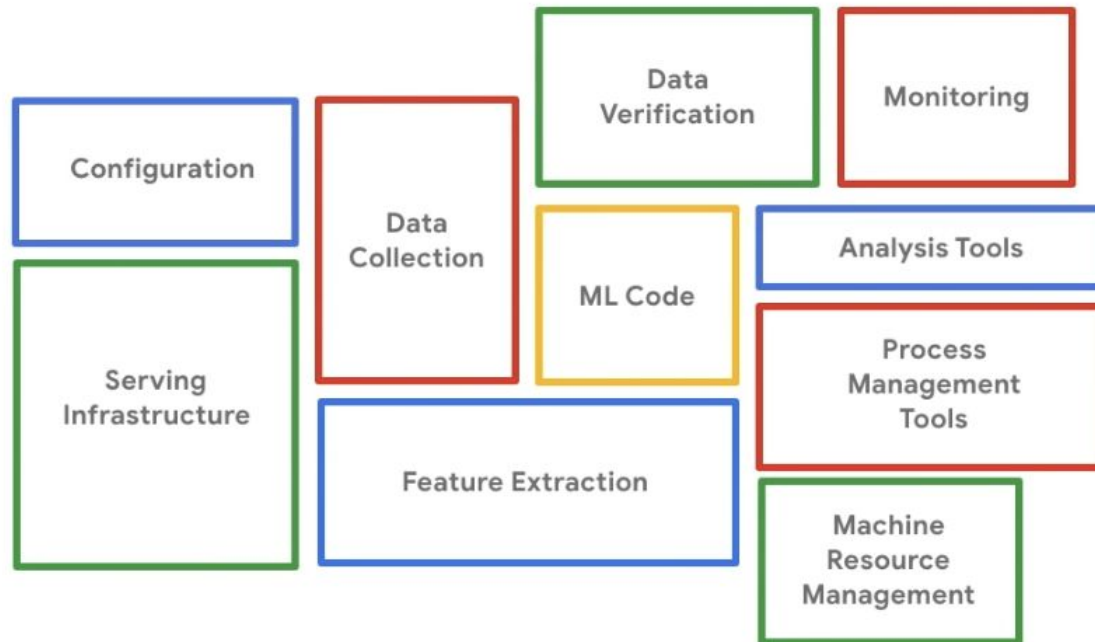 Configuration
Serving
Infrastructure
Data
Collection
Data
Verification
Monitoring
ML Code
Feature Extraction
Analysis Tools
Process
Management
Tools
Machine
Resource
Management